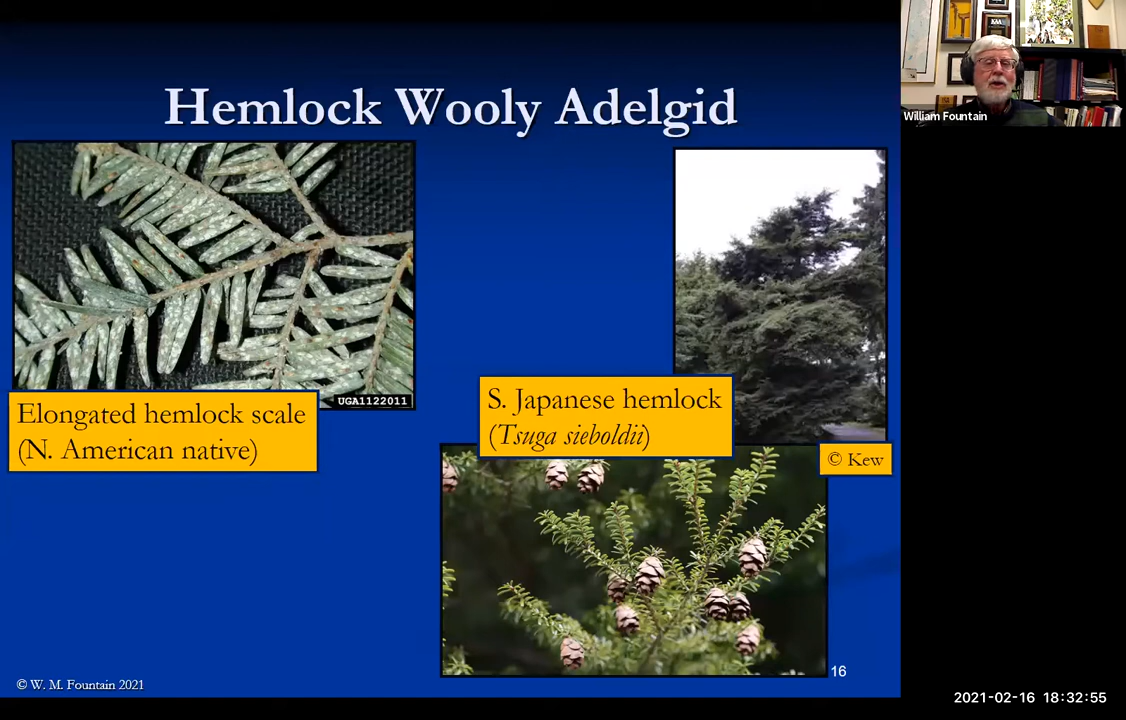 Hemlock Wooly Adelgid
William Fountain
UGA1122011
Elongated hemlock scale
(N. American native)
S. Japanese hemlock
(Tsuga sieboldii)
© Kew
16
© W. M. Fountain 2021
2021-02-16 18:32:55